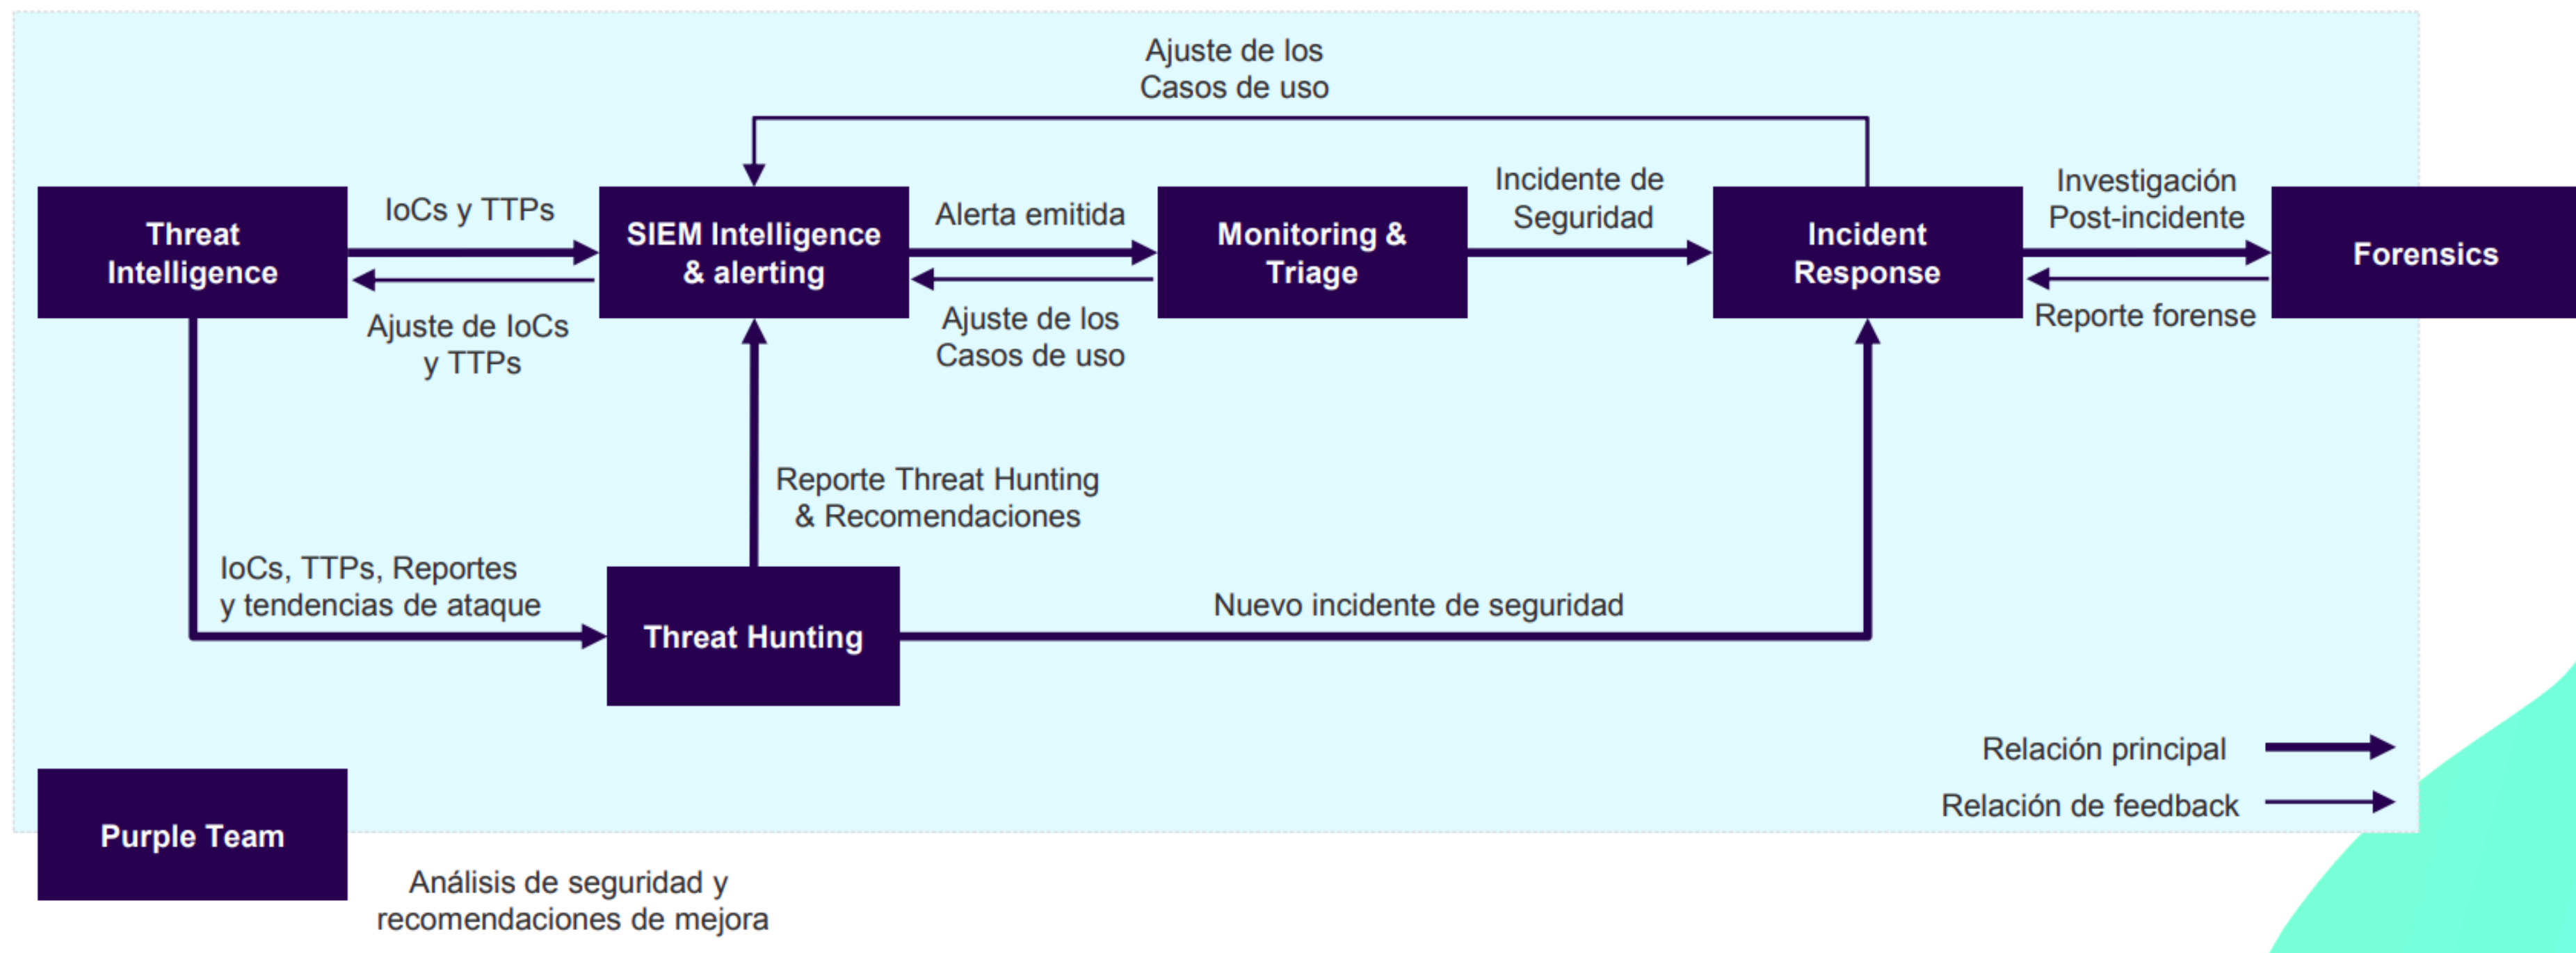 Ajuste de los
Casos de uso
Threat
Intelligence
IoCs y TTPs
Ajuste de IoCs
y TTPs
SIEM Intelligence
& alerting
Alerta emitida
Ajuste de los
Casos de uso
Monitoring &
Triage
Incidente de
Seguridad
Incident
Response
Investigación
Post-incidente
Reporte forense
Forensics
Reporte Threat Hunting
& Recomendaciones
IoCs, TTPs, Reportes
y tendencias de ataque
Threat Hunting
Nuevo incidente de seguridad
Relación principal
Relación de feedback
Purple Team
Análisis de seguridad y
recomendaciones de mejora